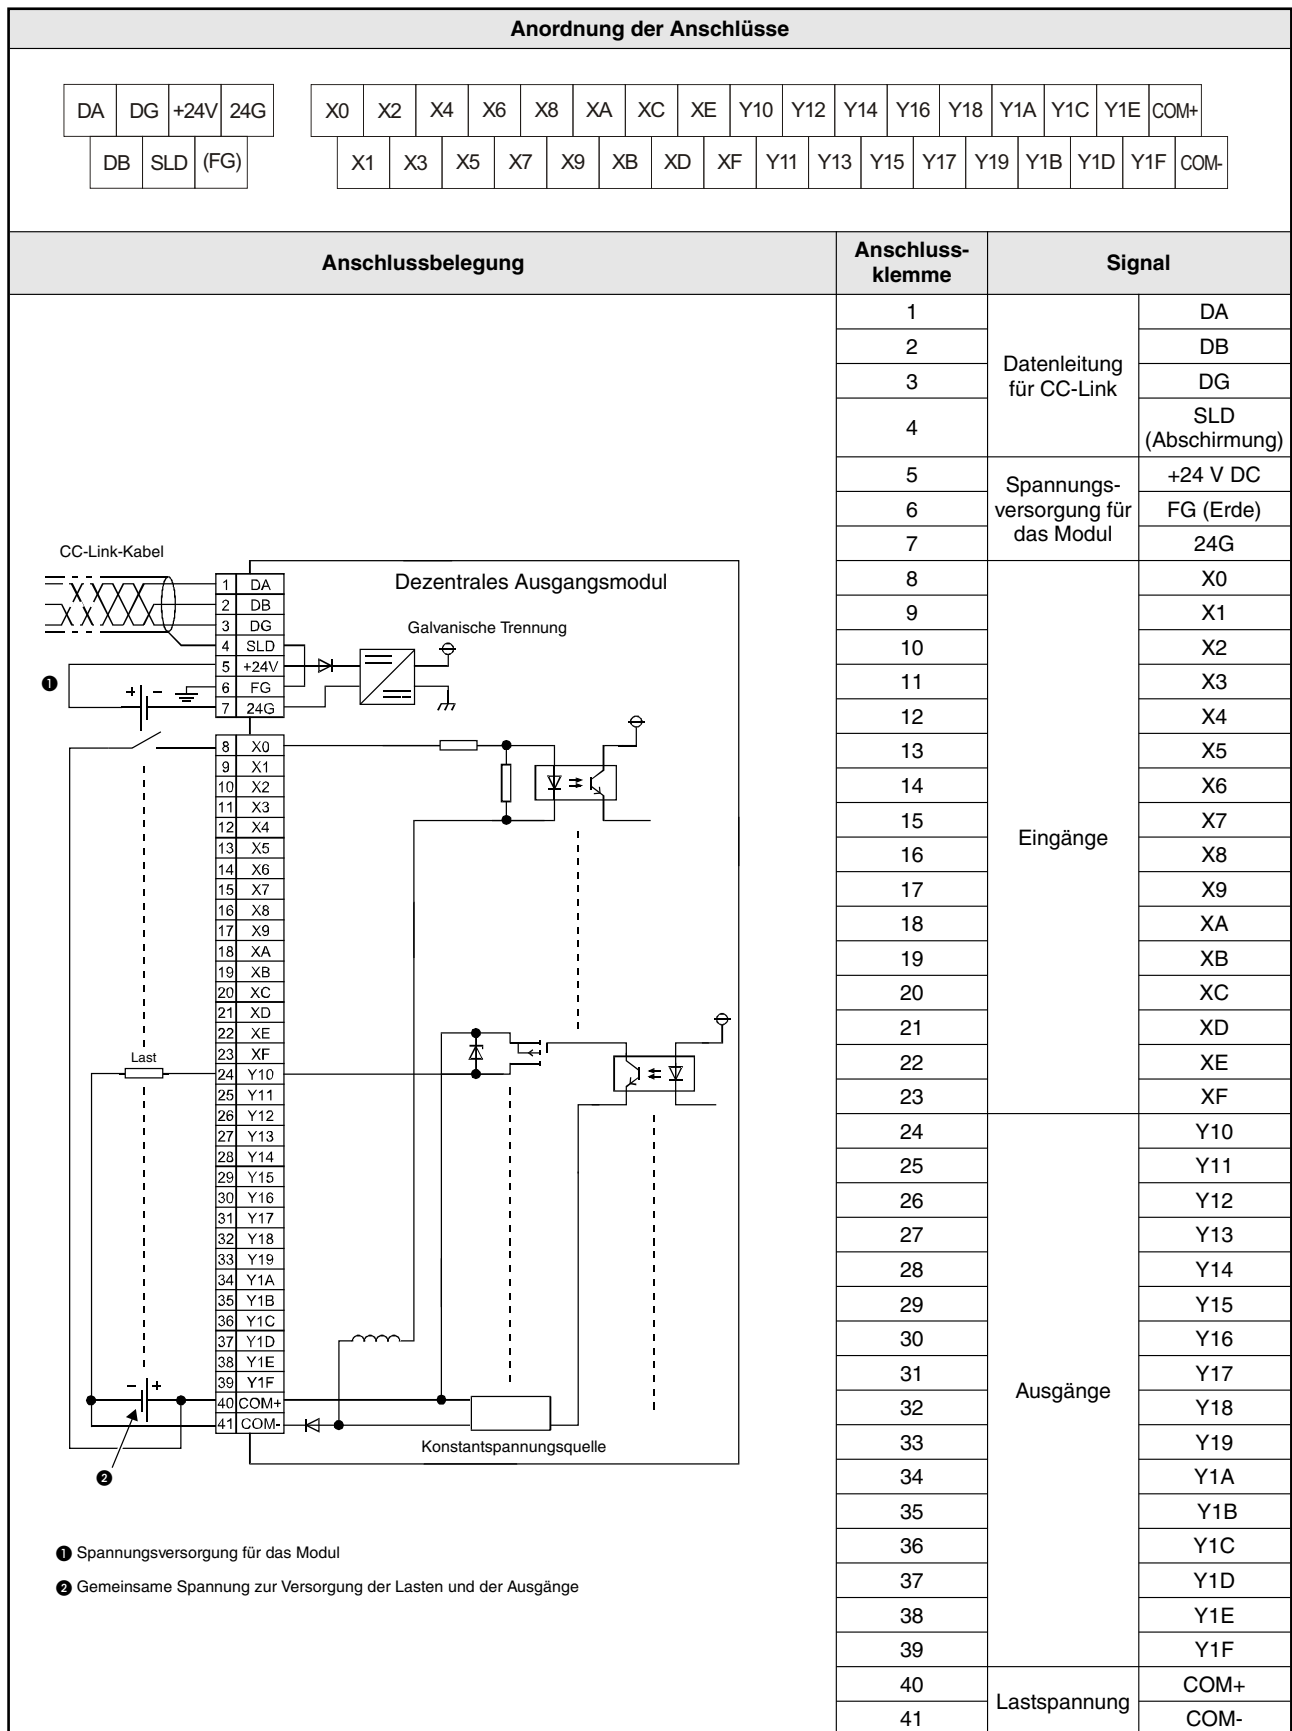 Anordnung der Anschlüsse
DA DG +24V 24G X0 X2 X4 X6 X8 XA XC XE Y10 Y12 Y14 Y16 Y18 Y1A Y1C Y1E COM+
DB SLD (FG) X1 X3 X5 X7 X9 XB XD XF Y11 Y13 Y15 Y17 Y19 Y1B Y1D Y1F COM-
Anschlussbelegung
CC-Link-Kabel
Dezentrales Ausgangsmodul
Galvanische Trennung
1 DA
2 DB
3 DG
4 SLD
5 +24V
6 FG
7 24G
❶
+ -
8 X0
9 X1
10 X2
11 X3
12 X4
13 X5
14 X6
15 X7
16 X8
17 X9
18 XA
19 XB
20 XC
21 XD
22 XE
23 XF
Last
24 Y10
25 Y11
26 Y12
27 Y13
28 Y14
29 Y15
30 Y16
31 Y17
32 Y18
33 Y19
34 Y1A
35 Y1B
36 Y1C
37 Y1D
38 Y1E
39 Y1F
- +
40 COM+
41 COM-
Konstantspannungsquelle
❷
❶ Spannungsversorgung für das Modul
❷ Gemeinsame Spannung zur Versorgung der Lasten und der Ausgänge
Anschluss-
klemme
Signal
Datenleitung
für CC-Link
1 DA
2 DB
3 DG
4 SLD
(Abschirmung)
Spannungs-
versorgung für
das Modul
5 +24 V DC
6 FG (Erde)
7 24G
Eingänge
8 X0
9 X1
10 X2
11 X3
12 X4
13 X5
14 X6
15 X7
16 X8
17 X9
18 XA
19 XB
20 XC
21 XD
22 XE
23 XF
Ausgänge
24 Y10
25 Y11
26 Y12
27 Y13
28 Y14
29 Y15
30 Y16
31 Y17
32 Y18
33 Y19
34 Y1A
35 Y1B
36 Y1C
37 Y1D
38 Y1E
39 Y1F
Lastspannung
40 COM+
41 COM-